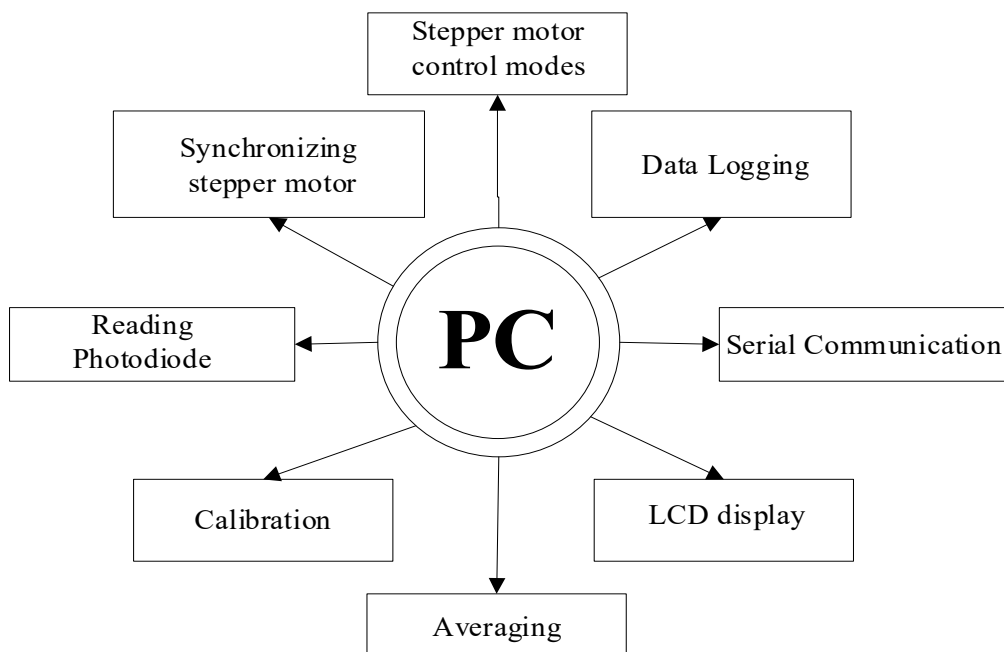 Stepper motor
control modes
Synchronizing
stepper motor
Data Logging
Reading
Photodiode
PC
Serial Communication
Calibration
LCD display
Averaging